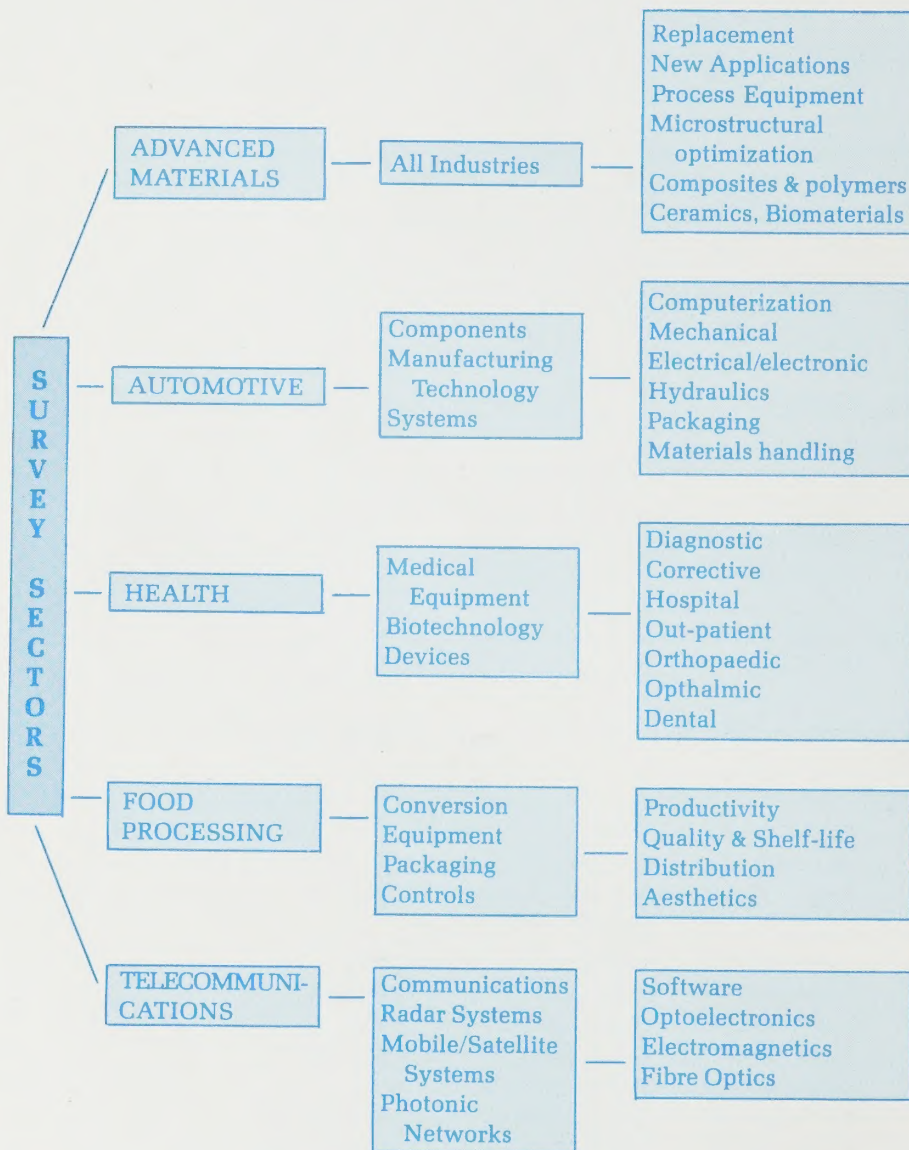 SURVEY SECTORS
ADVANCED
MATERIALS
All Industries
Replacement
New Applications
Process Equipment
Microstructural
optimization
Composites & polymers
Ceramics, Biomaterials
AUTOMOTIVE
Components
Manufacturing
Technology
Systems
Computerization
Mechanical
Electrical/electronic
Hydraulics
Packaging
Materials handling
HEALTH
Medical
Equipment
Biotechnology
Devices
Diagnostic
Corrective
Hospital
Out-patient
Orthopaedic
Opthalmic
Dental
FOOD
PROCESSING
Conversion
Equipment
Packaging
Controls
Productivity
Quality & Shelf-life
Distribution
Aesthetics
TELECOMMUNI-
CATIONS
Communications
Radar Systems
Mobile/Satellite
Systems
Photonic
Networks
Software
Optoelectronics
Electromagnetics
Fibre Optics